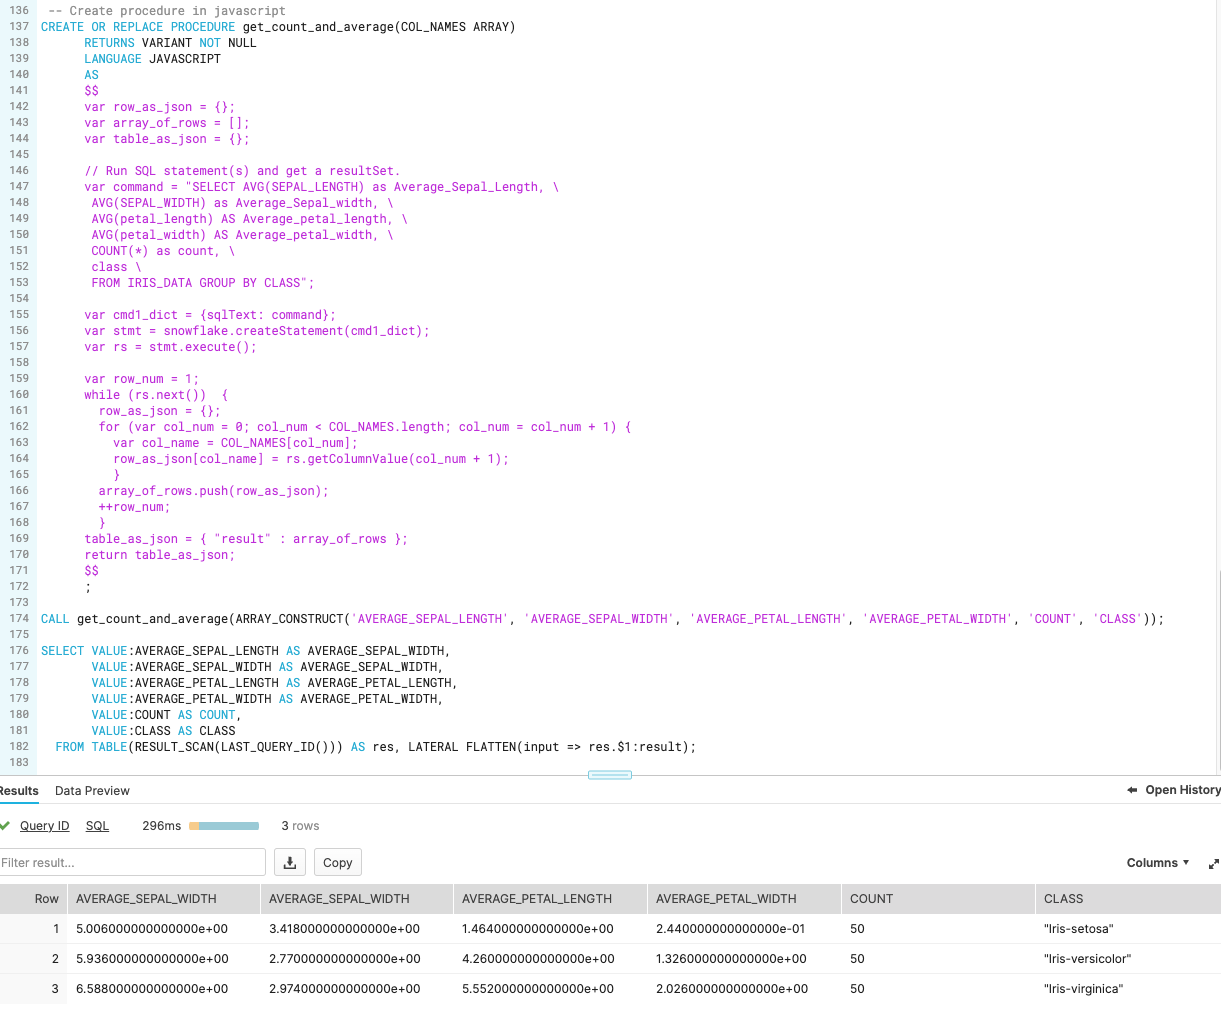 136 -- Create procedure in javascript
137 CREATE OR REPLACE PROCEDURE get_count_and_average(COL_NAMES ARRAY)
138 RETURNS VARIANT NOT NULL
139 LANGUAGE JAVASCRIPT
140 AS
141 $$
142 var row_as_json = {};
143 var array_of_rows = [];
144 var table_as_json = {};
145
146 // Run SQL statement(s) and get a resultSet.
147 var command = "SELECT AVG(SEPAL_LENGTH) as Average_Sepal_Length, \
148 AVG(SEPAL_WIDTH) as Average_Sepal_width, \
149 AVG(petal_length) AS Average_petal_length, \
150 AVG(petal_width) AS Average_petal_width, \
151 COUNT(*) as count, \
152 class \
153 FROM IRIS_DATA GROUP BY CLASS";
154
155 var cmd1_dict = {sqlText: command};
156 var stmt = snowflake.createStatement(cmd1_dict);
157 var rs = stmt.execute();
158
159 var row_num = 1;
160 while (rs.next()) {
161 row_as_json = {};
162 for (var col_num = 0; col_num < COL_NAMES.length; col_num = col_num + 1) {
163 var col_name = COL_NAMES[col_num];
164 row_as_json[col_name] = rs.getColumnValue(col_num + 1);
165 }
166 array_of_rows.push(row_as_json);
167 ++row_num;
168 }
169 table_as_json = { "result" : array_of_rows };
170 return table_as_json;
171 $$
172 ;
173
174 CALL get_count_and_average(ARRAY_CONSTRUCT('AVERAGE_SEPAL_LENGTH', 'AVERAGE_SEPAL_WIDTH', 'AVERAGE_PETAL_LENGTH', 'AVERAGE_PETAL_WIDTH', 'COUNT', 'CLASS'));
175
176 SELECT VALUE:AVERAGE_SEPAL_LENGTH AS AVERAGE_SEPAL_WIDTH,
177 VALUE:AVERAGE_SEPAL_WIDTH AS AVERAGE_SEPAL_WIDTH,
178 VALUE:AVERAGE_PETAL_LENGTH AS AVERAGE_PETAL_LENGTH,
179 VALUE:AVERAGE_PETAL_WIDTH AS AVERAGE_PETAL_WIDTH,
180 VALUE:COUNT AS COUNT,
181 VALUE:CLASS AS CLASS
182 FROM TABLE(RESULT_SCAN(LAST_QUERY_ID())) AS res, LATERAL FLATTEN(input => res.$1:result);
183
Results Data Preview Open History
Query ID SQL 296ms 3 rows
Filter result... Copy Columns
Row AVERAGE_SEPAL_WIDTH AVERAGE_SEPAL_WIDTH AVERAGE_PETAL_LENGTH AVERAGE_PETAL_WIDTH COUNT CLASS
1 5.006000000000000e+00 3.418000000000000e+00 1.464000000000000e+00 2.440000000000000e-01 50 "Iris-setosa"
2 5.936000000000000e+00 2.770000000000000e+00 4.260000000000000e+00 1.326000000000000e+00 50 "Iris-versicolor"
3 6.588000000000000e+00 2.974000000000000e+00 5.552000000000000e+00 2.026000000000000e+00 50 "Iris-virginica"